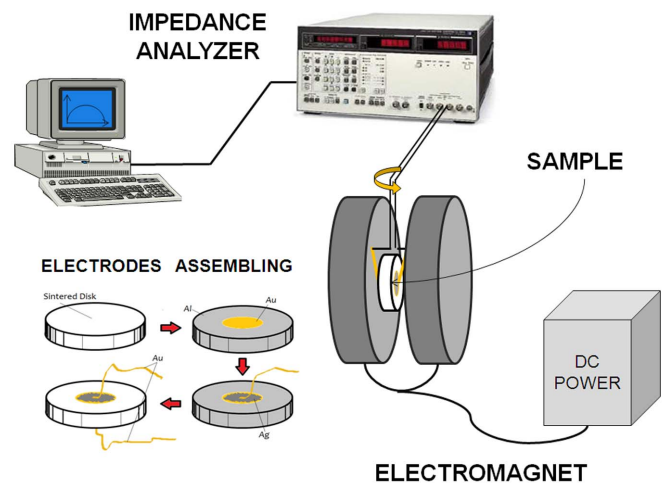 IMPEDANCE
ANALYZER
SAMPLE
ELECTRODES ASSEMBLING
Sintered Disk
Al
Au
Au
Ag
DC
POWER
ELECTROMAGNET